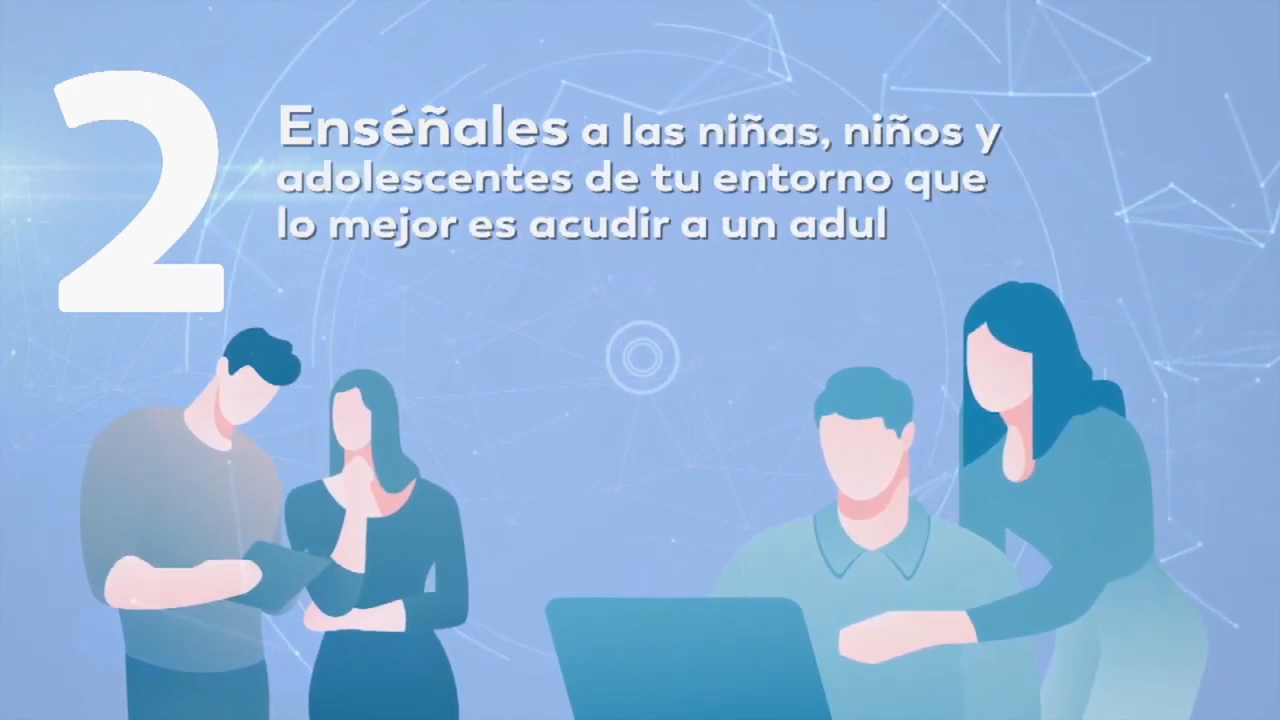 2
Enséñales a las niñas, niños y
adolescentes de tu entorno que
lo mejor es acudir a un adul